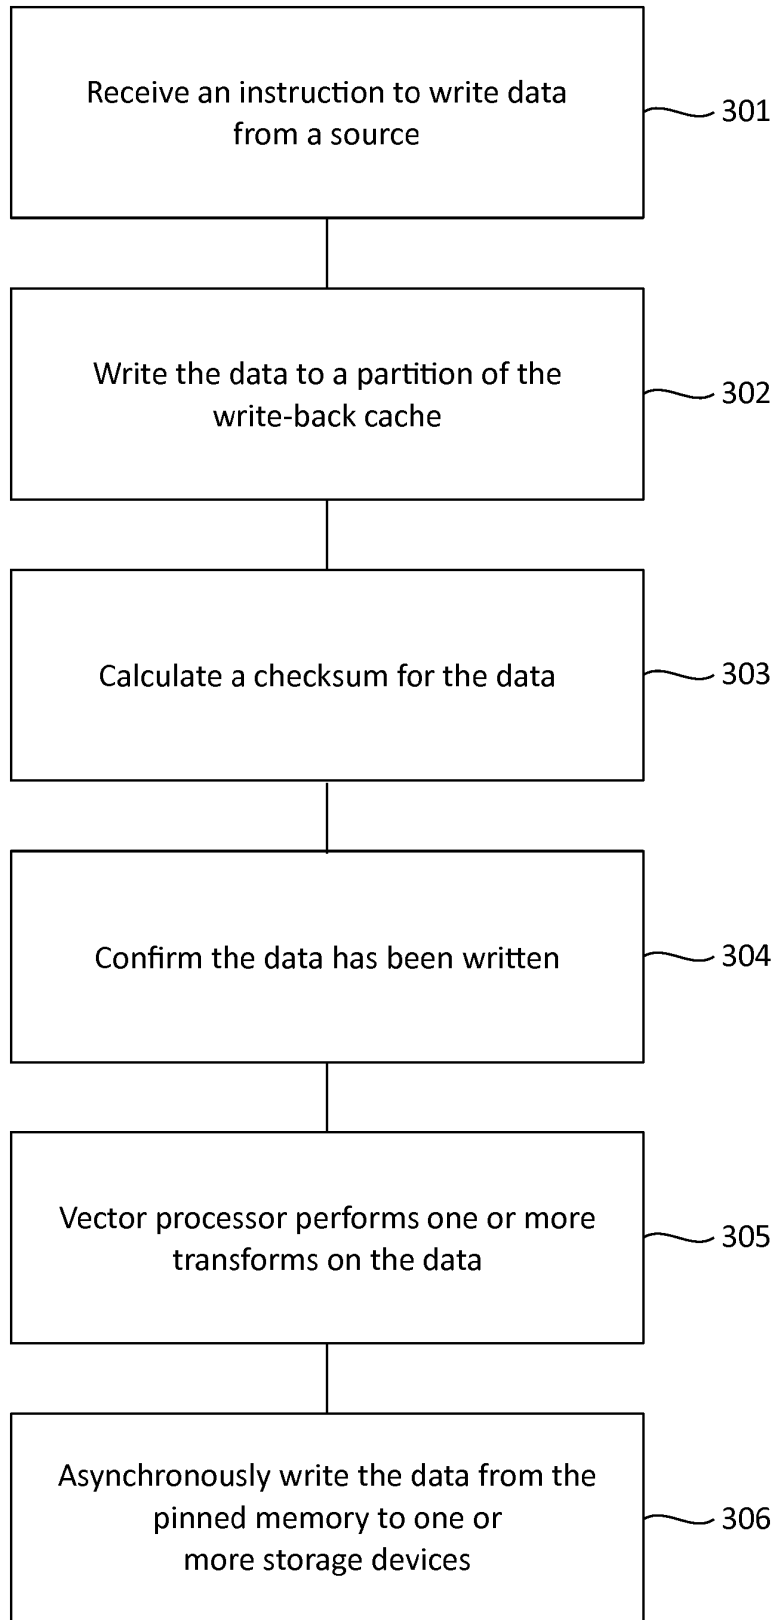 Receive an instruction to write data
from a source
301
Write the data to a partition of the
write-back cache
302
Calculate a checksum for the data
303
Confirm the data has been written
304
Vector processor performs one or more
transforms on the data
305
Asynchronously write the data from the
pinned memory to one or
more storage devices
306